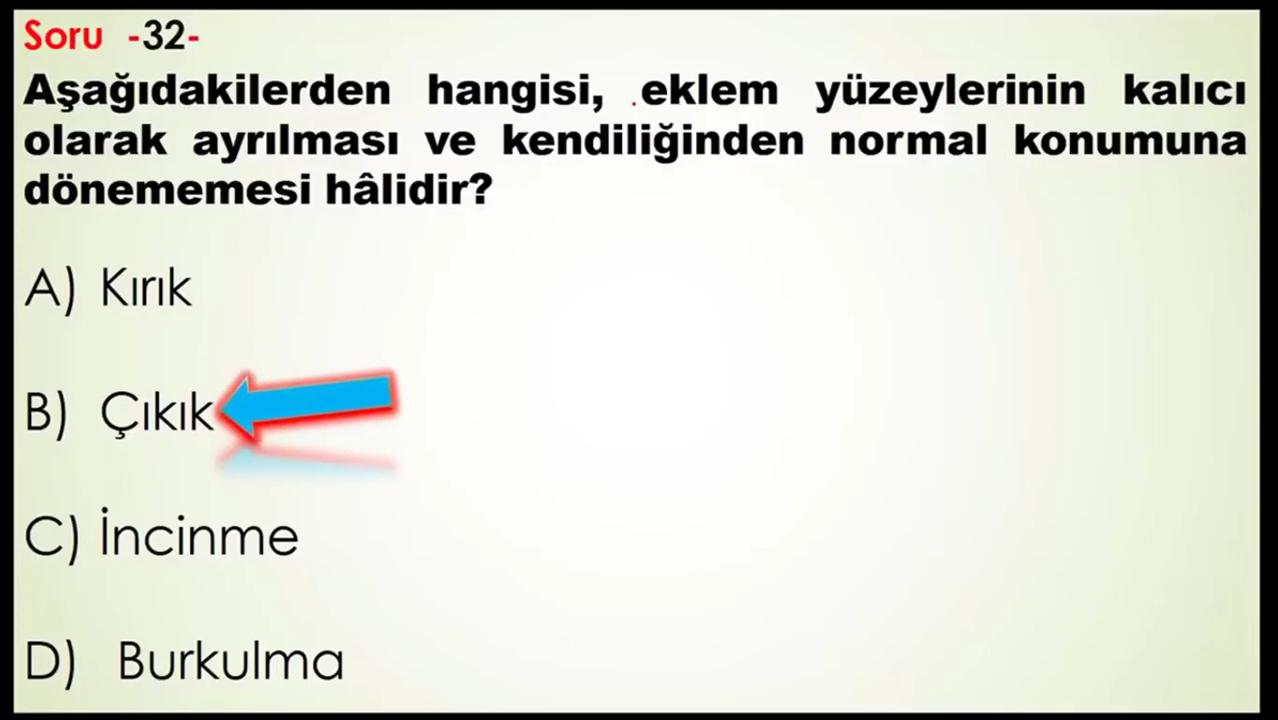 Soru -32-
Aşağıdakilerden hangisi, eklem yüzeylerinin kalıcı
olarak ayrılması ve kendiliğinden normal konumuna
dönememesi hâlidir?
A) Kırık
B) Çıkık
C) İncinme
D) Burkulma